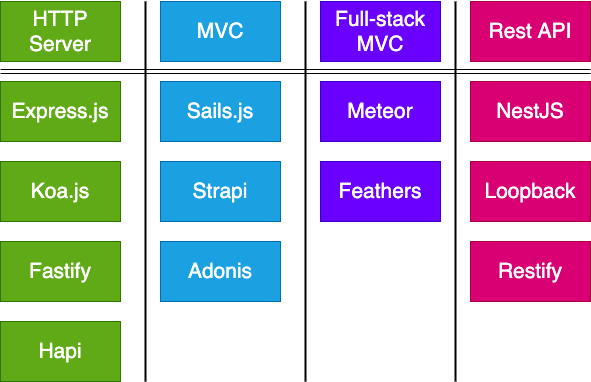 HTTP
Server
MVC
Full-stack
MVC
Rest API
Express.js
Sails.js
Meteor
NestJS
Koa.js
Strapi
Feathers
Loopback
Fastify
Adonis
Restify
Hapi